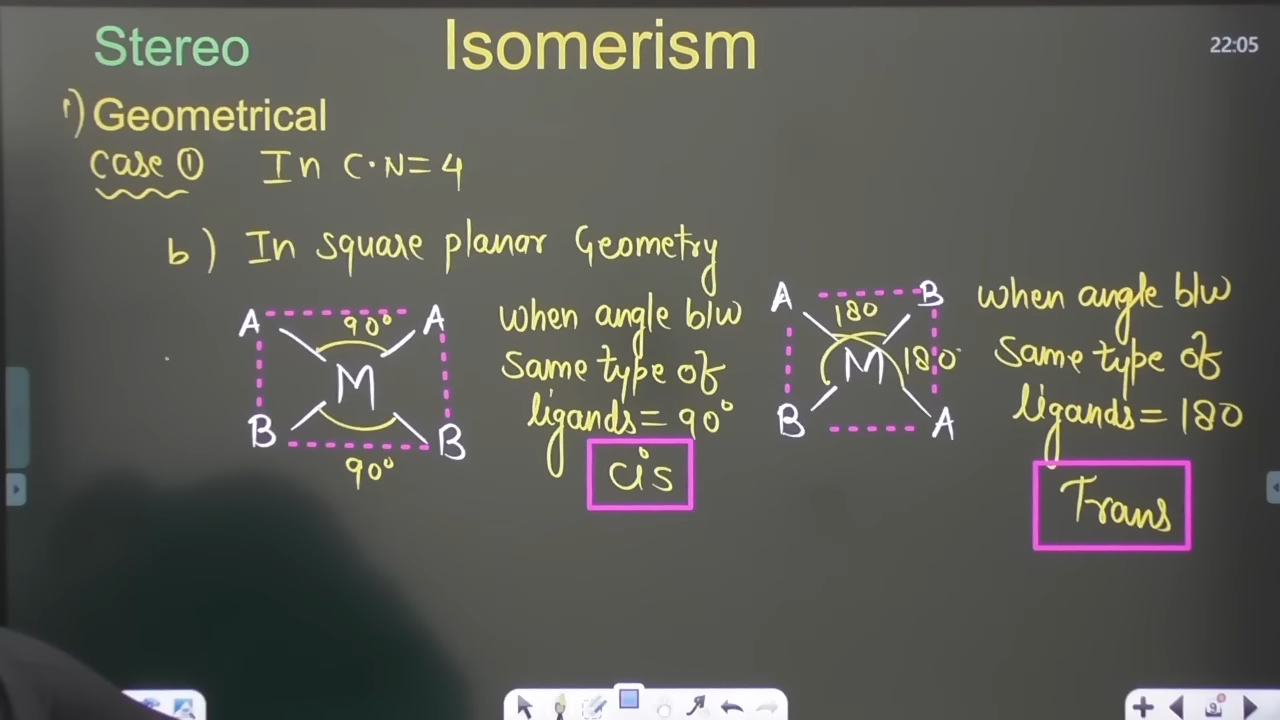 Stereo Isomerism
22:05
1) Geometrical
Case ① In C.N=4
b) In square planar Geometry
A 90° A
M
B B
90°
when angle b/w
same type of
ligands = 90°
cis
A B
180
M 180°
B A
when angle b/w
same type of
ligands = 180
Trans